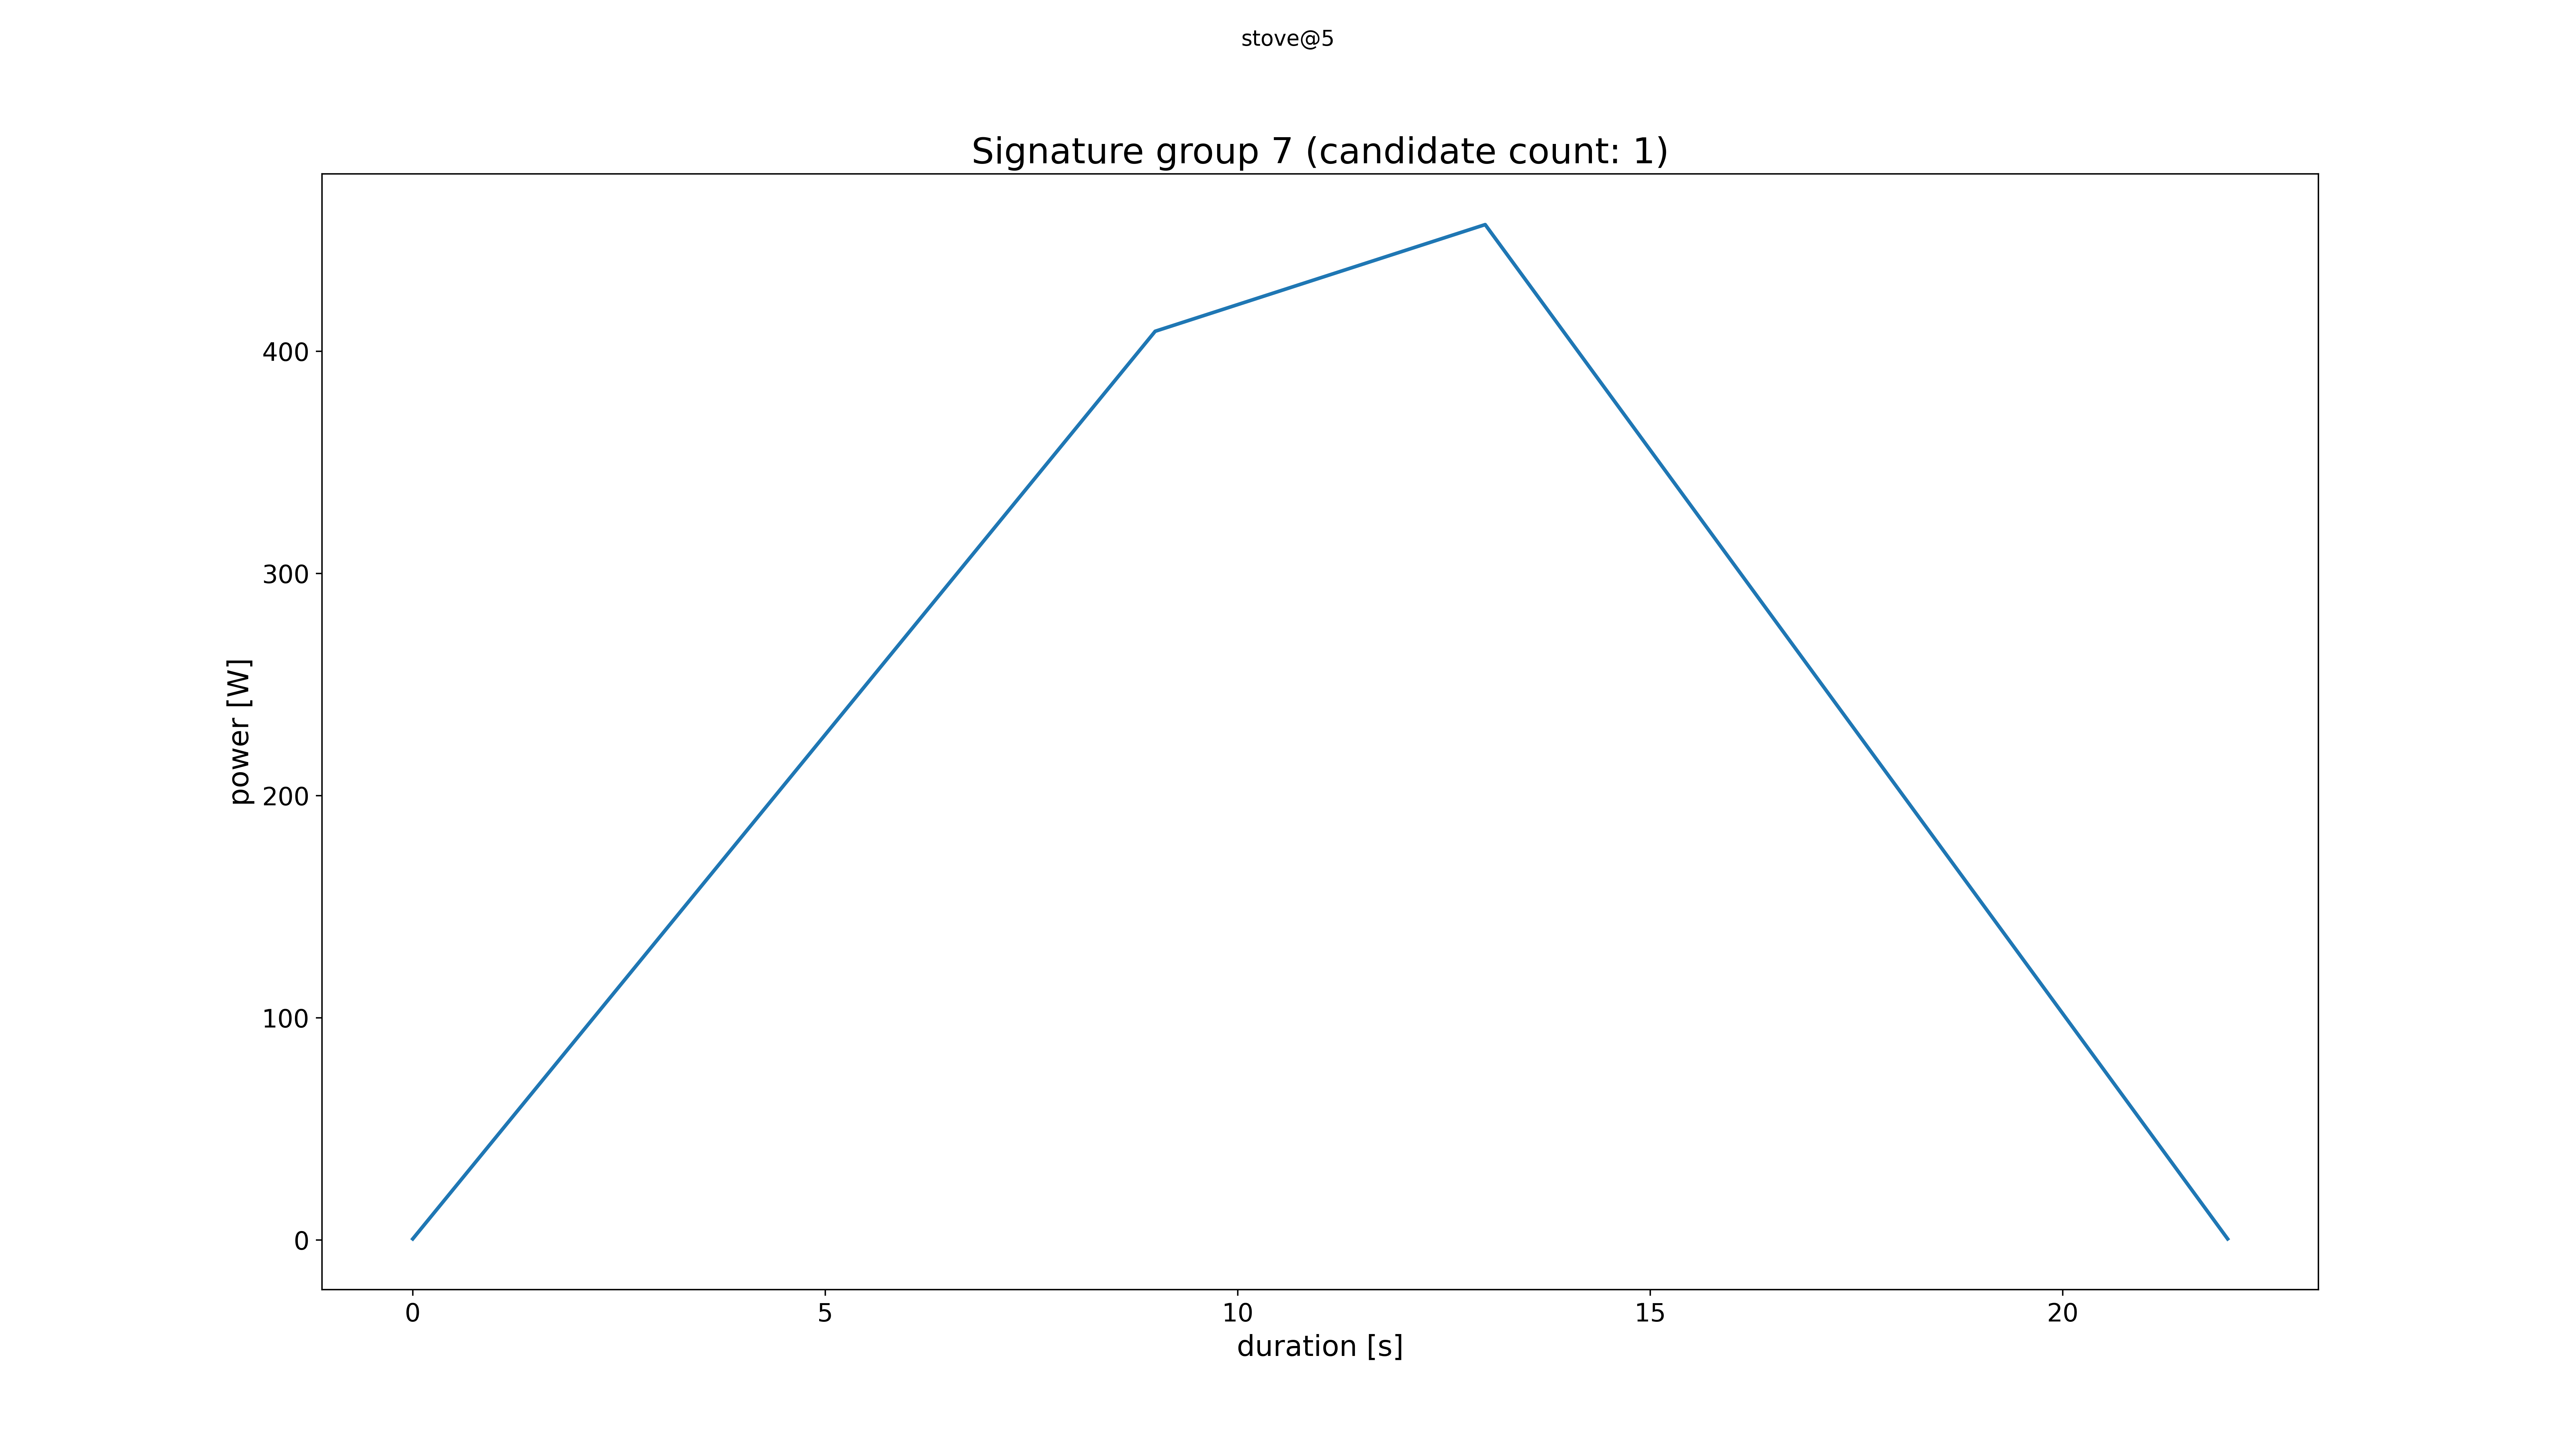 stove@5
Signature group 7 (candidate count: 1)
power [W]
400
300
200
100
0
0 5 10 15 20
duration [s]